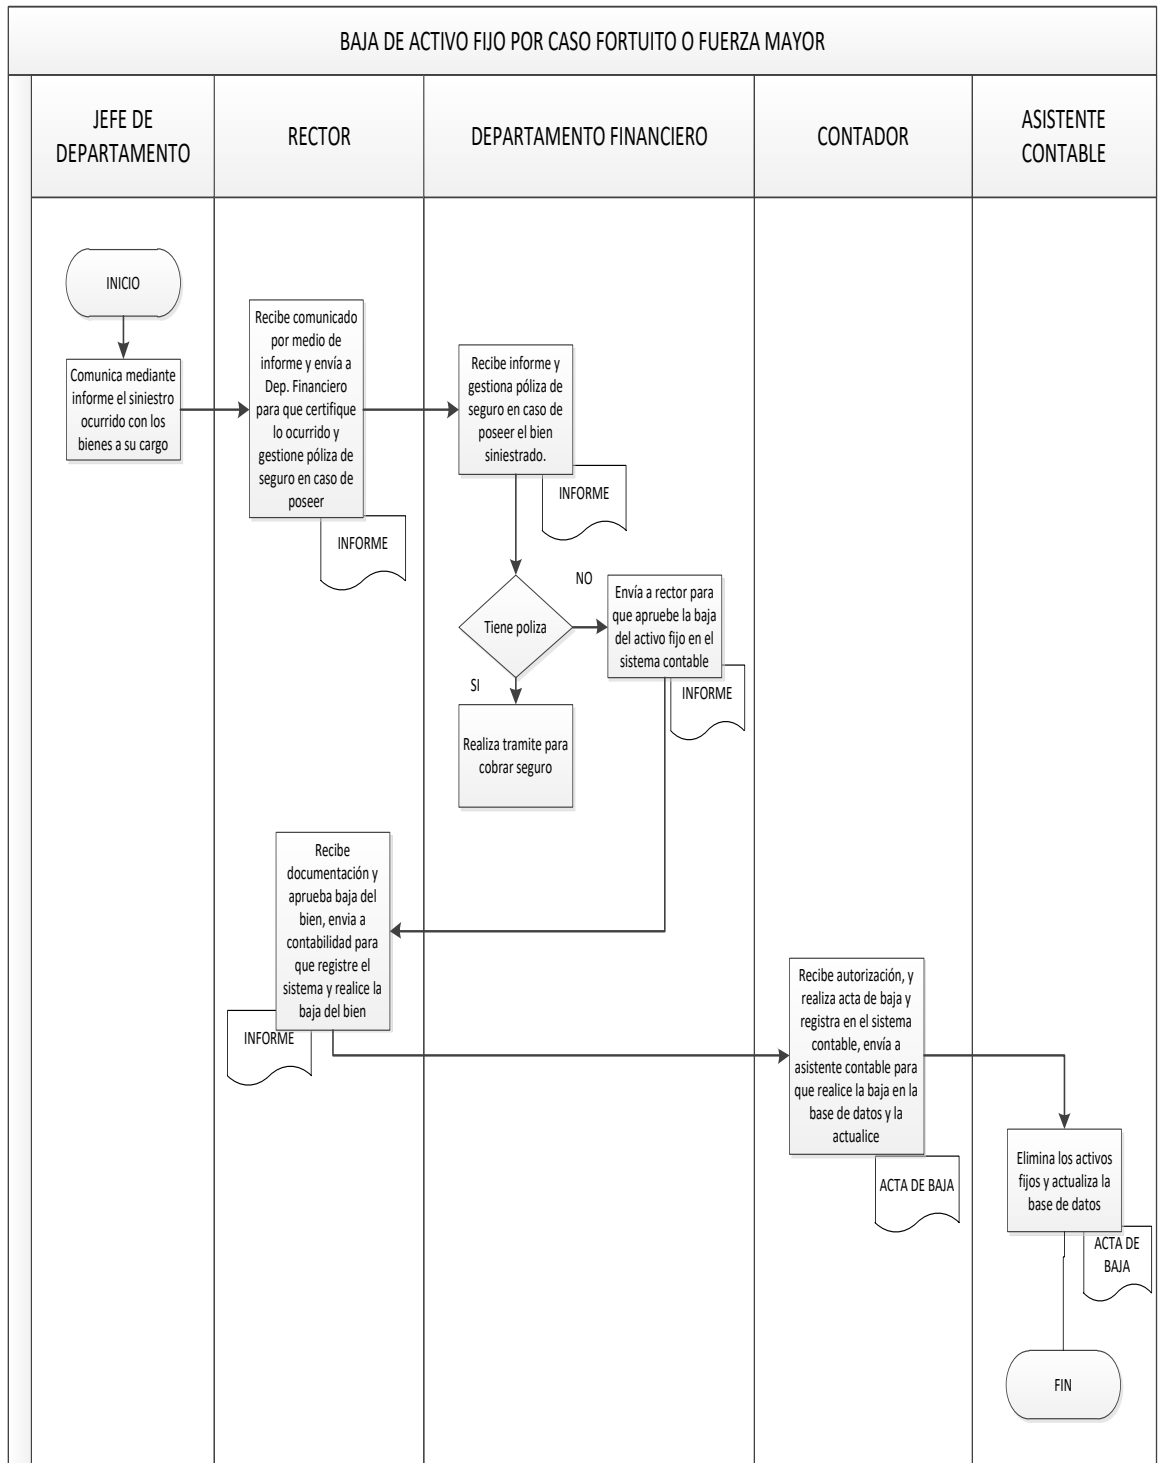 BAJA DE ACTIVO FIJO POR CASO FORTUITO O FUERZA MAYOR
JEFE DE
DEPARTAMENTO
RECTOR
DEPARTAMENTO FINANCIERO
CONTADOR
ASISTENTE
CONTABLE
INICIO
Comunica mediante
informe el siniestro
ocurrido con los
bienes a su cargo
Recibe comunicado
por medio de
informe y envía a
Dep. Financiero
para que certifique
lo ocurrido y
gestione póliza de
seguro en caso de
poseer
INFORME
Recibe informe y
gestiona póliza de
seguro en caso de
poseer el bien
siniestrado.
INFORME
Tiene poliza
NO
Envía a rector para
que apruebe la baja
del activo fijo en el
sistema contable
INFORME
SI
Realiza tramite para
cobrar seguro
Recibe
documentación y
aprueba baja del
bien, envia a
contabilidad para
que registre el
sistema y realice la
baja del bien
INFORME
Recibe autorización, y
realiza acta de baja y
registra en el sistema
contable, envía a
asistente contable para
que realice la baja en la
base de datos y la
actualice
ACTA DE BAJA
Elimina los activos
fijos y actualiza la
base de datos
ACTA DE
BAJA
FIN